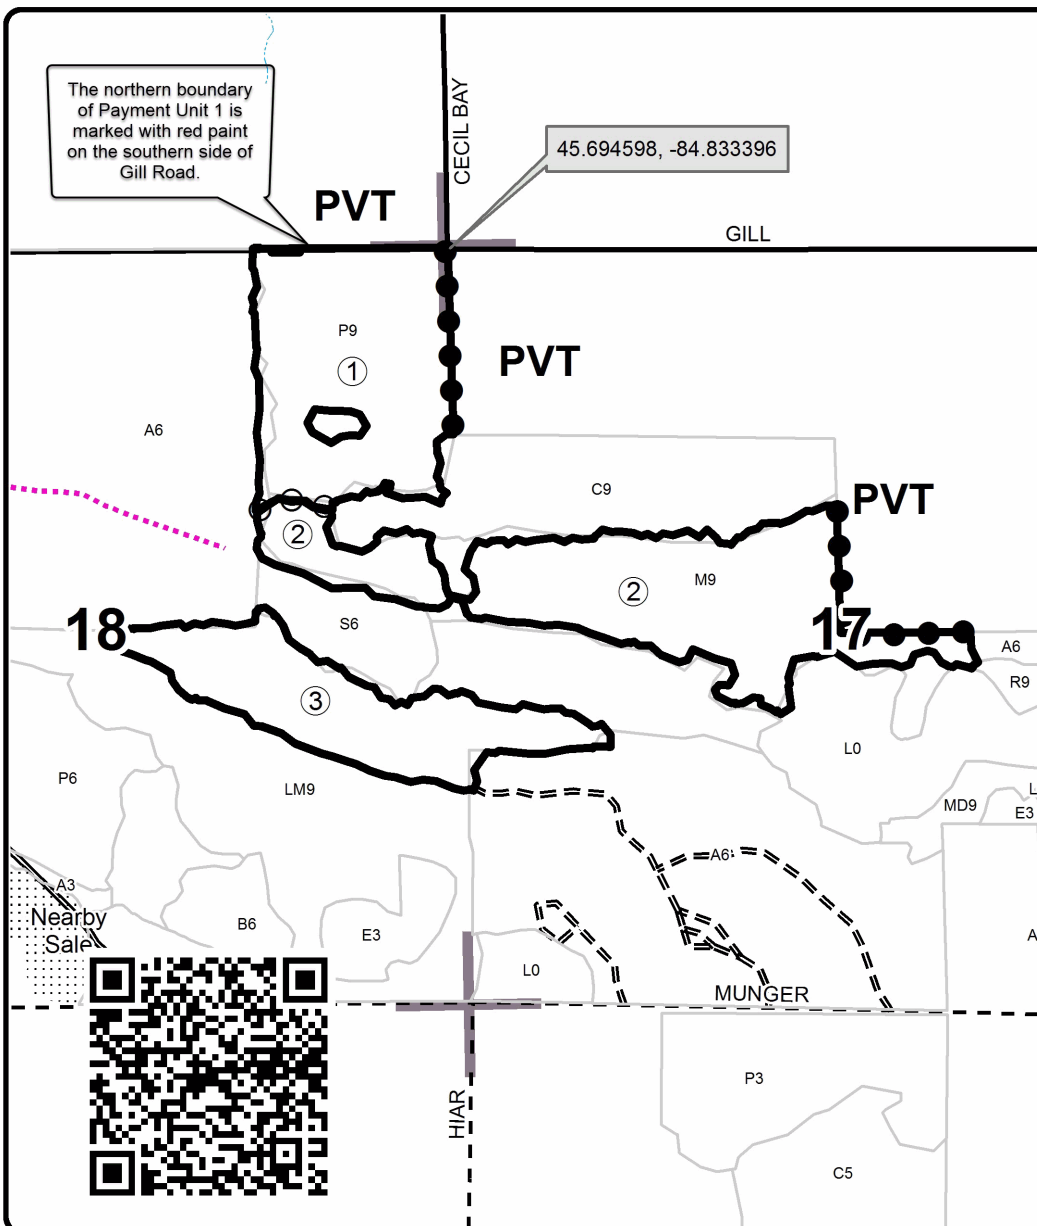 The northern boundary
of Payment Unit 1 is
marked with red paint
on the southern side of
Gill Road.
CECIL BAY
45.694598, -84.833396
PVT
GILL
P9
PVT
1
A6
C9
PVT
2
M9
2
18
S6
17
A6
R9
3
L0
P6
LM9
L
MD9
E3
A6
A3
Nearby
Sale
B6
E3
A
L0
MUNGER
P3
HIAR
C5